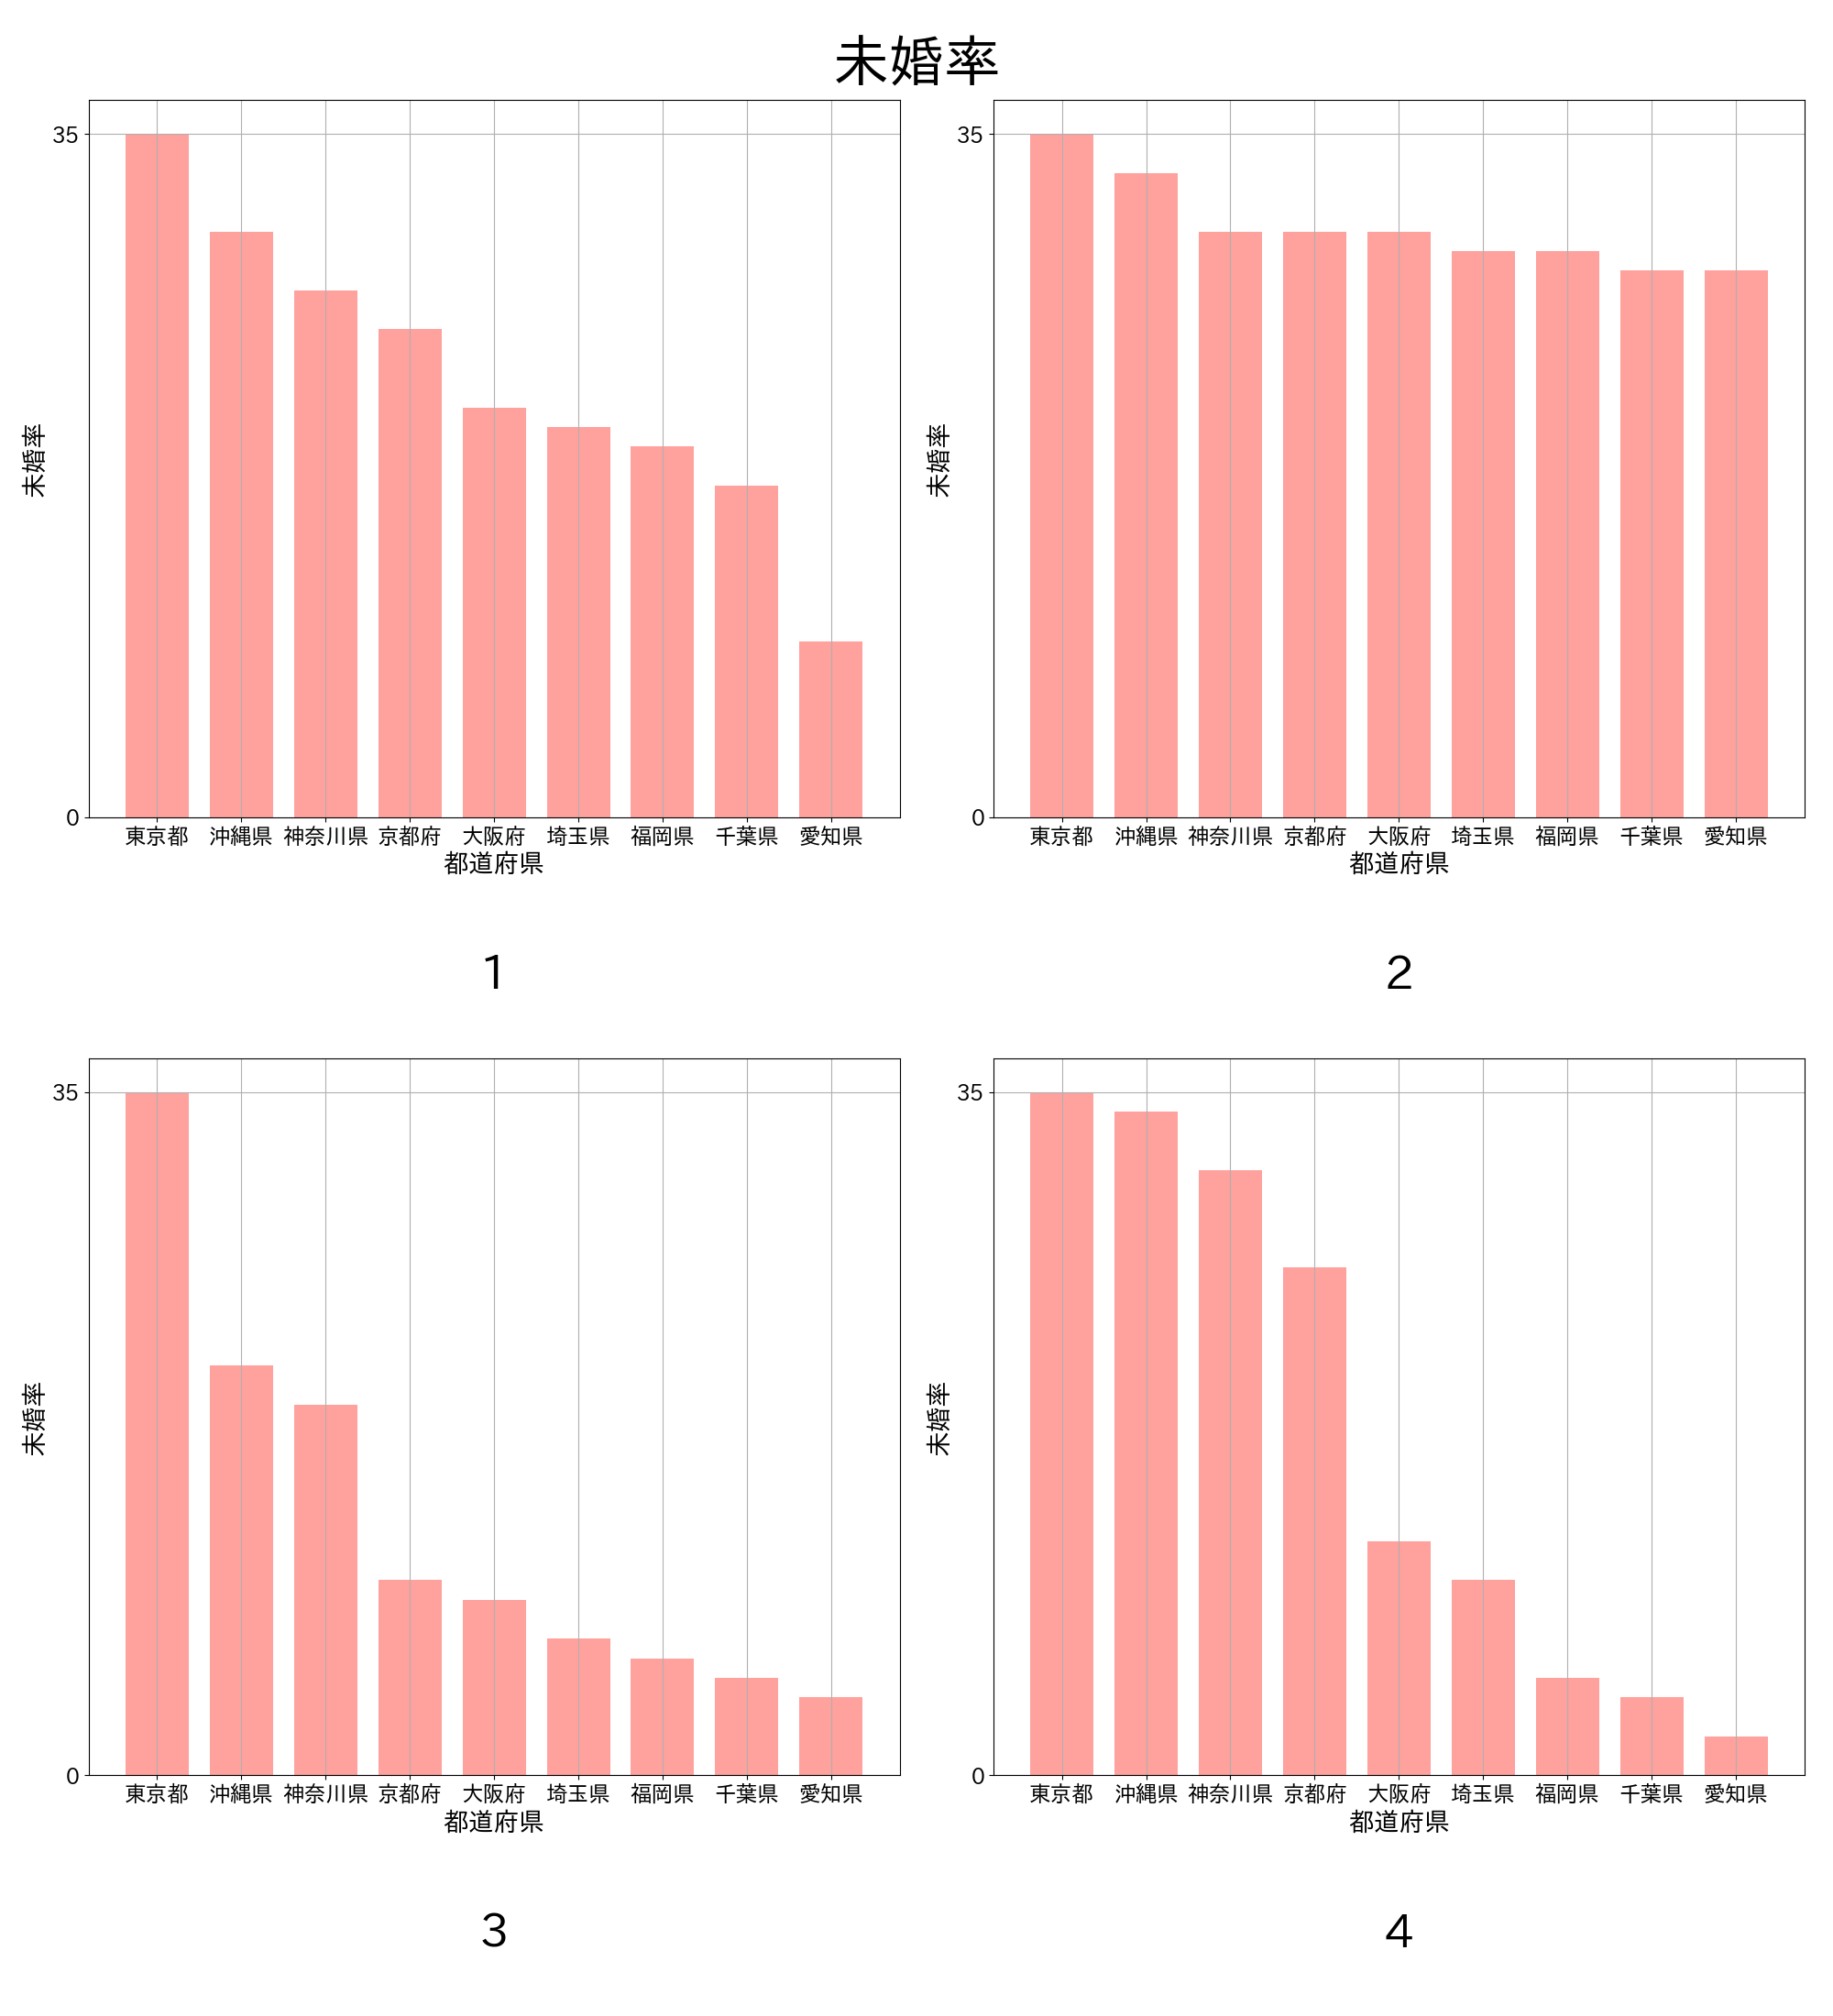 未婚率
35
0
未婚率
東京都 沖縄県 神奈川県 京都府 大阪府 埼玉県 福岡県 千葉県 愛知県
都道府県
1
35
0
未婚率
東京都 沖縄県 神奈川県 京都府 大阪府 埼玉県 福岡県 千葉県 愛知県
都道府県
2
35
0
未婚率
東京都 沖縄県 神奈川県 京都府 大阪府 埼玉県 福岡県 千葉県 愛知県
都道府県
3
35
0
未婚率
東京都 沖縄県 神奈川県 京都府 大阪府 埼玉県 福岡県 千葉県 愛知県
都道府県
4